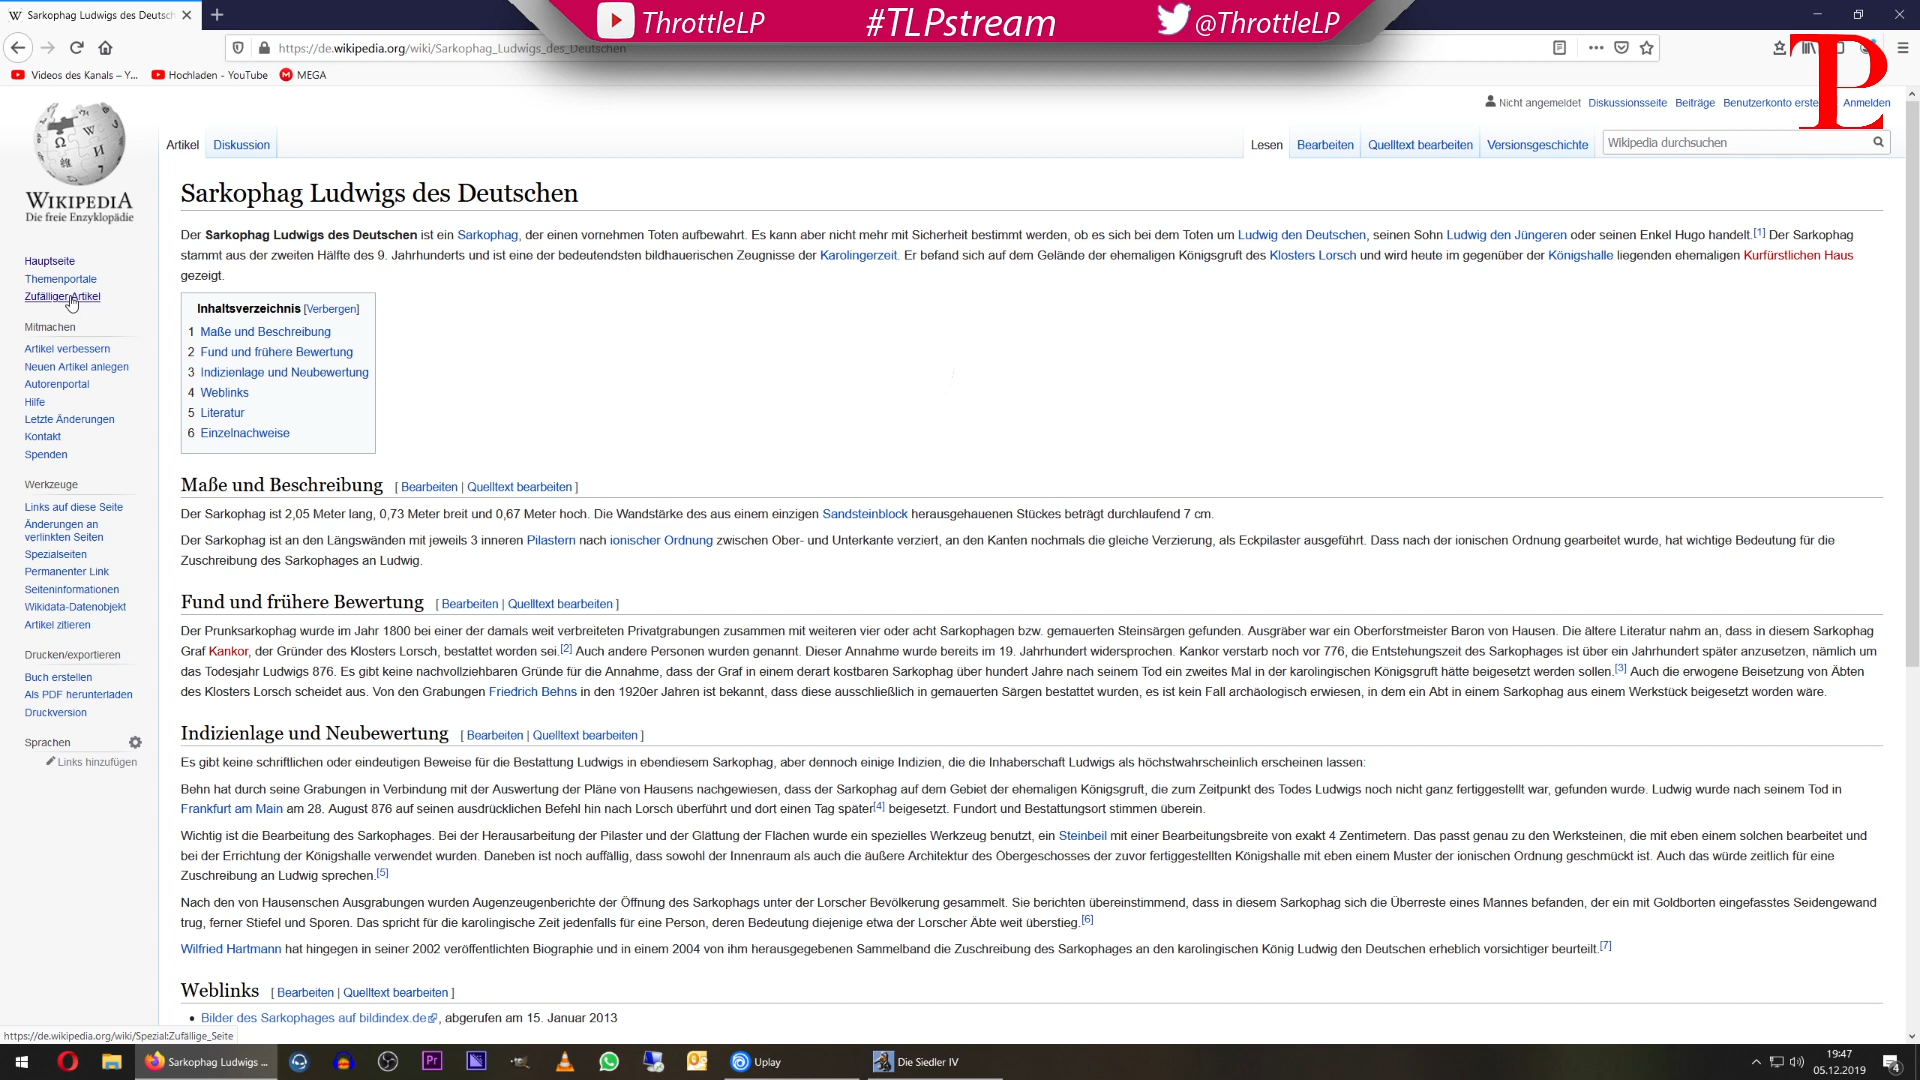 Sarkophag Ludwigs des Deutsch
ThrottleLP
#TLPstream
@ThrottleLP
https://de.wikipedia.org/wiki/Sarkophag_Ludwigs_des_Deutschen
Videos des Kanals – Y...
Hochladen - YouTube
MEGA
TLP
Nicht angemeldet Diskussionsseite Beiträge Benutzerkonto erste Anmelden
Artikel Diskussion
Lesen Bearbeiten Quelltext bearbeiten Versionsgeschichte
Wikipedia durchsuchen
WIKIPEDIA
Die freie Enzyklopädie
Hauptseite
Themenportale
Zufälliger Artikel
Mitmachen
Artikel verbessern
Neuen Artikel anlegen
Autorenportal
Hilfe
Letzte Änderungen
Kontakt
Spenden
Werkzeuge
Links auf diese Seite
Änderungen an
verlinkten Seiten
Spezialseiten
Permanenter Link
Seiteninformationen
Wikidata-Datenobjekt
Artikel zitieren
Drucken/exportieren
Buch erstellen
Als PDF herunterladen
Druckversion
Sprachen
Links hinzufügen
Sarkophag Ludwigs des Deutschen
Der Sarkophag Ludwigs des Deutschen ist ein Sarkophag, der einen vornehmen Toten aufbewahrt. Es kann aber nicht mehr mit Sicherheit bestimmt werden, ob es sich bei dem Toten um Ludwig den Deutschen, seinen Sohn Ludwig den Jüngeren oder seinen Enkel Hugo handelt.[1] Der Sarkophag
stammt aus der zweiten Hälfte des 9. Jahrhunderts und ist eine der bedeutendsten bildhauerischen Zeugnisse der Karolingerzeit. Er befand sich auf dem Gelände der ehemaligen Königsgruft des Klosters Lorsch und wird heute im gegenüber der Königshalle liegenden ehemaligen Kurfürstlichen Haus
gezeigt.
Inhaltsverzeichnis [Verbergen]
1 Maße und Beschreibung
2 Fund und frühere Bewertung
3 Indizienlage und Neubewertung
4 Weblinks
5 Literatur
6 Einzelnachweise
Maße und Beschreibung [ Bearbeiten | Quelltext bearbeiten ]
Der Sarkophag ist 2,05 Meter lang, 0,73 Meter breit und 0,67 Meter hoch. Die Wandstärke des aus einem einzigen Sandsteinblock herausgehauenen Stückes beträgt durchlaufend 7 cm.
Der Sarkophag ist an den Längswänden mit jeweils 3 inneren Pilastern nach ionischer Ordnung zwischen Ober- und Unterkante verziert, an den Kanten nochmals die gleiche Verzierung, als Eckpilaster ausgeführt. Dass nach der ionischen Ordnung gearbeitet wurde, hat wichtige Bedeutung für die
Zuschreibung des Sarkophages an Ludwig.
Fund und frühere Bewertung [ Bearbeiten | Quelltext bearbeiten ]
Der Prunksarkophag wurde im Jahr 1800 bei einer der damals weit verbreiteten Privatgrabungen zusammen mit weiteren vier oder acht Sarkophagen bzw. gemauerten Steinsärgen gefunden. Ausgräber war ein Oberforstmeister Baron von Hausen. Die ältere Literatur nahm an, dass in diesem Sarkophag
Graf Kankor, der Gründer des Klosters Lorsch, bestattet worden sei.[2] Auch andere Personen wurden genannt. Dieser Annahme wurde bereits im 19. Jahrhundert widersprochen. Kankor verstarb noch vor 776, die Entstehungszeit des Sarkophages ist über ein Jahrhundert später anzusetzen, nämlich um
das Todesjahr Ludwigs 876. Es gibt keine nachvollziehbaren Gründe für die Annahme, dass der Graf in einem derart kostbaren Sarkophag über hundert Jahre nach seinem Tod ein zweites Mal in der karolingischen Königsgruft hätte beigesetzt werden sollen.[3] Auch die erwogene Beisetzung von Äbten
des Klosters Lorsch scheidet aus. Von den Grabungen Friedrich Behns in den 1920er Jahren ist bekannt, dass diese ausschließlich in gemauerten Särgen bestattet wurden, es ist kein Fall archäologisch erwiesen, in dem ein Abt in einem Sarkophag aus einem Werkstück beigesetzt worden wäre.
Indizienlage und Neubewertung [ Bearbeiten | Quelltext bearbeiten ]
Es gibt keine schriftlichen oder eindeutigen Beweise für die Bestattung Ludwigs in ebendiesem Sarkophag, aber dennoch einige Indizien, die die Inhaberschaft Ludwigs als höchstwahrscheinlich erscheinen lassen:
Behn hat durch seine Grabungen in Verbindung mit der Auswertung der Pläne von Hausens nachgewiesen, dass der Sarkophag auf dem Gebiet der ehemaligen Königsgruft, die zum Zeitpunkt des Todes Ludwigs noch nicht ganz fertiggestellt war, gefunden wurde. Ludwig wurde nach seinem Tod in
Frankfurt am Main am 28. August 876 auf seinen ausdrücklichen Befehl hin nach Lorsch überführt und dort einen Tag später[4] beigesetzt. Fundort und Bestattungsort stimmen überein.
Wichtig ist die Bearbeitung des Sarkophages. Bei der Herausarbeitung der Pilaster und der Glättung der Flächen wurde ein spezielles Werkzeug benutzt, ein Steinbeil mit einer Bearbeitungsbreite von exakt 4 Zentimetern. Das passt genau zu den Werksteinen, die mit eben einem solchen bearbeitet und
bei der Errichtung der Königshalle verwendet wurden. Daneben ist noch auffällig, dass sowohl der Innenraum als auch die äußere Architektur des Obergeschosses der zuvor fertiggestellten Königshalle mit eben einem Muster der ionischen Ordnung geschmückt ist. Auch das würde zeitlich für eine
Zuschreibung an Ludwig sprechen.[5]
Nach den von Hausenschen Ausgrabungen wurden Augenzeugenberichte der Öffnung des Sarkophags unter der Lorscher Bevölkerung gesammelt. Sie berichten übereinstimmend, dass in diesem Sarkophag sich die Überreste eines Mannes befanden, der ein mit Goldborten eingefasstes Seidengewand
trug, ferner Stiefel und Sporen. Das spricht für die karolingische Zeit jedenfalls für eine Person, deren Bedeutung diejenige etwa der Lorscher Äbte weit überstieg.[6]
Wilfried Hartmann hat hingegen in seiner 2002 veröffentlichten Biographie und in einem 2004 von ihm herausgegebenen Sammelband die Zuschreibung des Sarkophages an den karolingischen König Ludwig den Deutschen erheblich vorsichtiger beurteilt.[7]
Weblinks [ Bearbeiten | Quelltext bearbeiten ]
Bilder des Sarkophages auf bildindex.de, abgerufen am 15. Januar 2013
https://de.wikipedia.org/wiki/Spezial:Zufällige_Seite
Sarkophag Ludwigs ...
Uplay
Die Siedler IV
19:47
05.12.2019
4